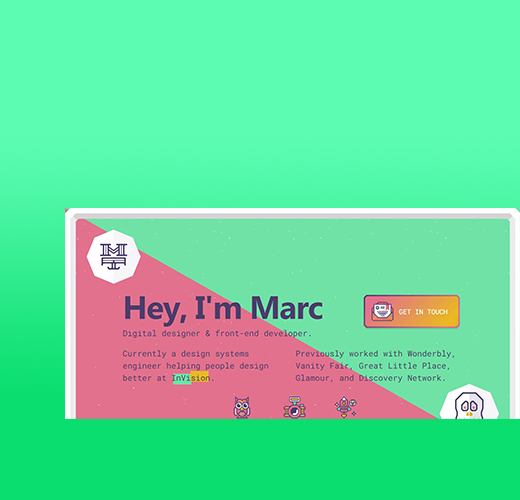 Hey, I'm Marc
GET IN TOUCH
Digital designer & front-end developer.
Currently a design systems
engineer helping people design
better at InVision.
Previously worked with Wonderbly,
Vanity Fair, Great Little Place,
Glamour, and Discovery Network.